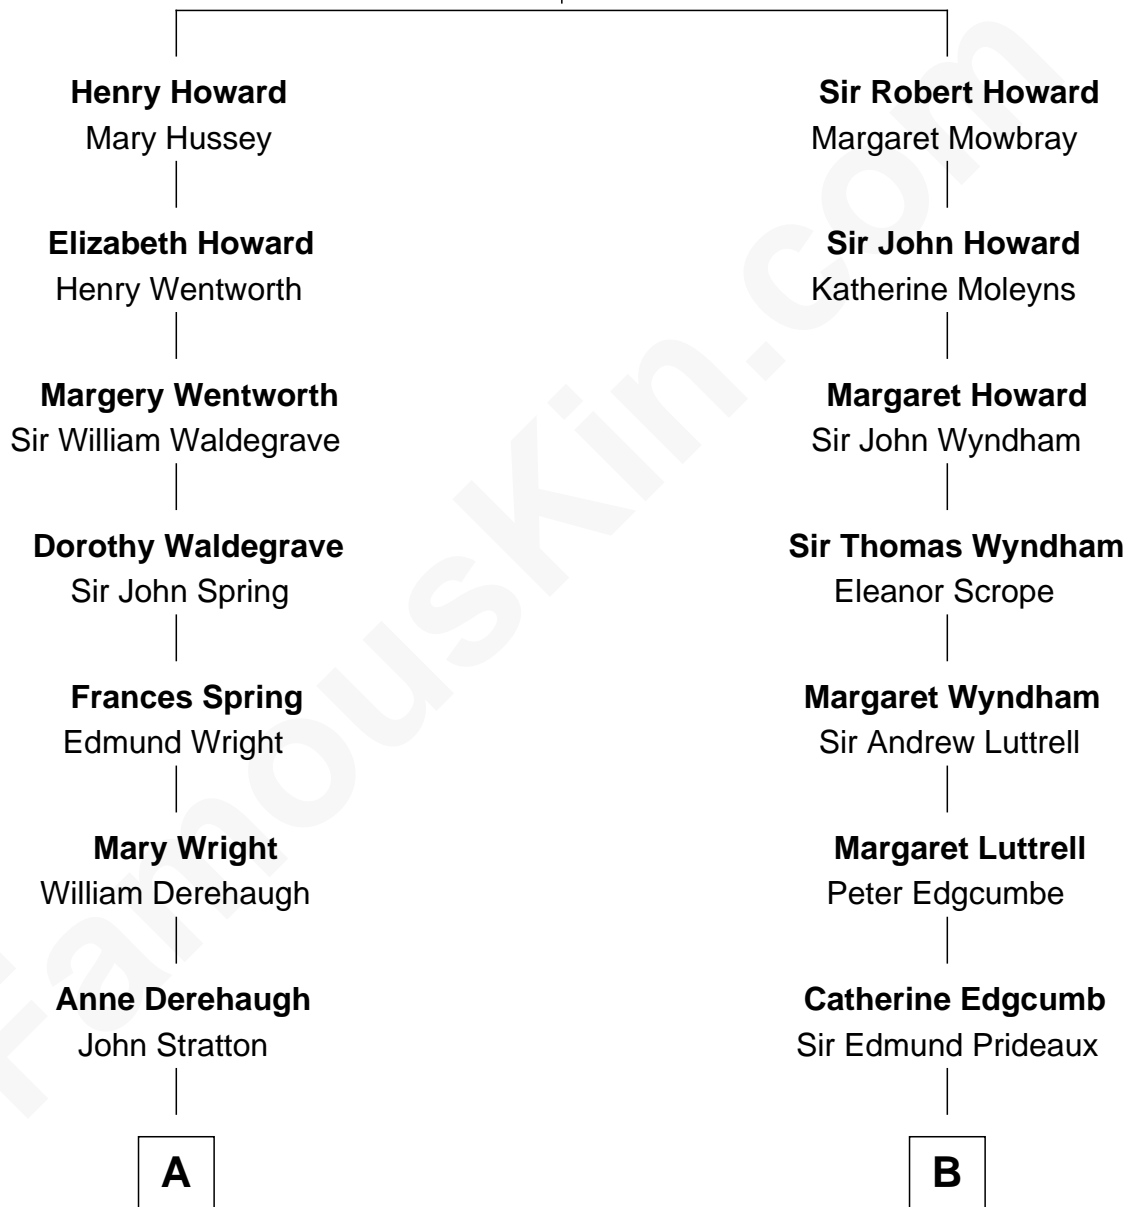 Henry Howard
Mary Hussey
Sir Robert Howard
Margaret Mowbray
Elizabeth Howard
Henry Wentworth
Sir John Howard
Katherine Moleyns
Margery Wentworth
Sir William Waldegrave
Margaret Howard
Sir John Wyndham
Dorothy Waldegrave
Sir John Spring
Sir Thomas Wyndham
Eleanor Scrope
Frances Spring
Edmund Wright
Margaret Wyndham
Sir Andrew Luttrell
Mary Wright
William Derehaugh
Margaret Luttrell
Peter Edgcumbe
Anne Derehaugh
John Stratton
Catherine Edgcumb
Sir Edmund Prideaux
A
B
FamousKin.com